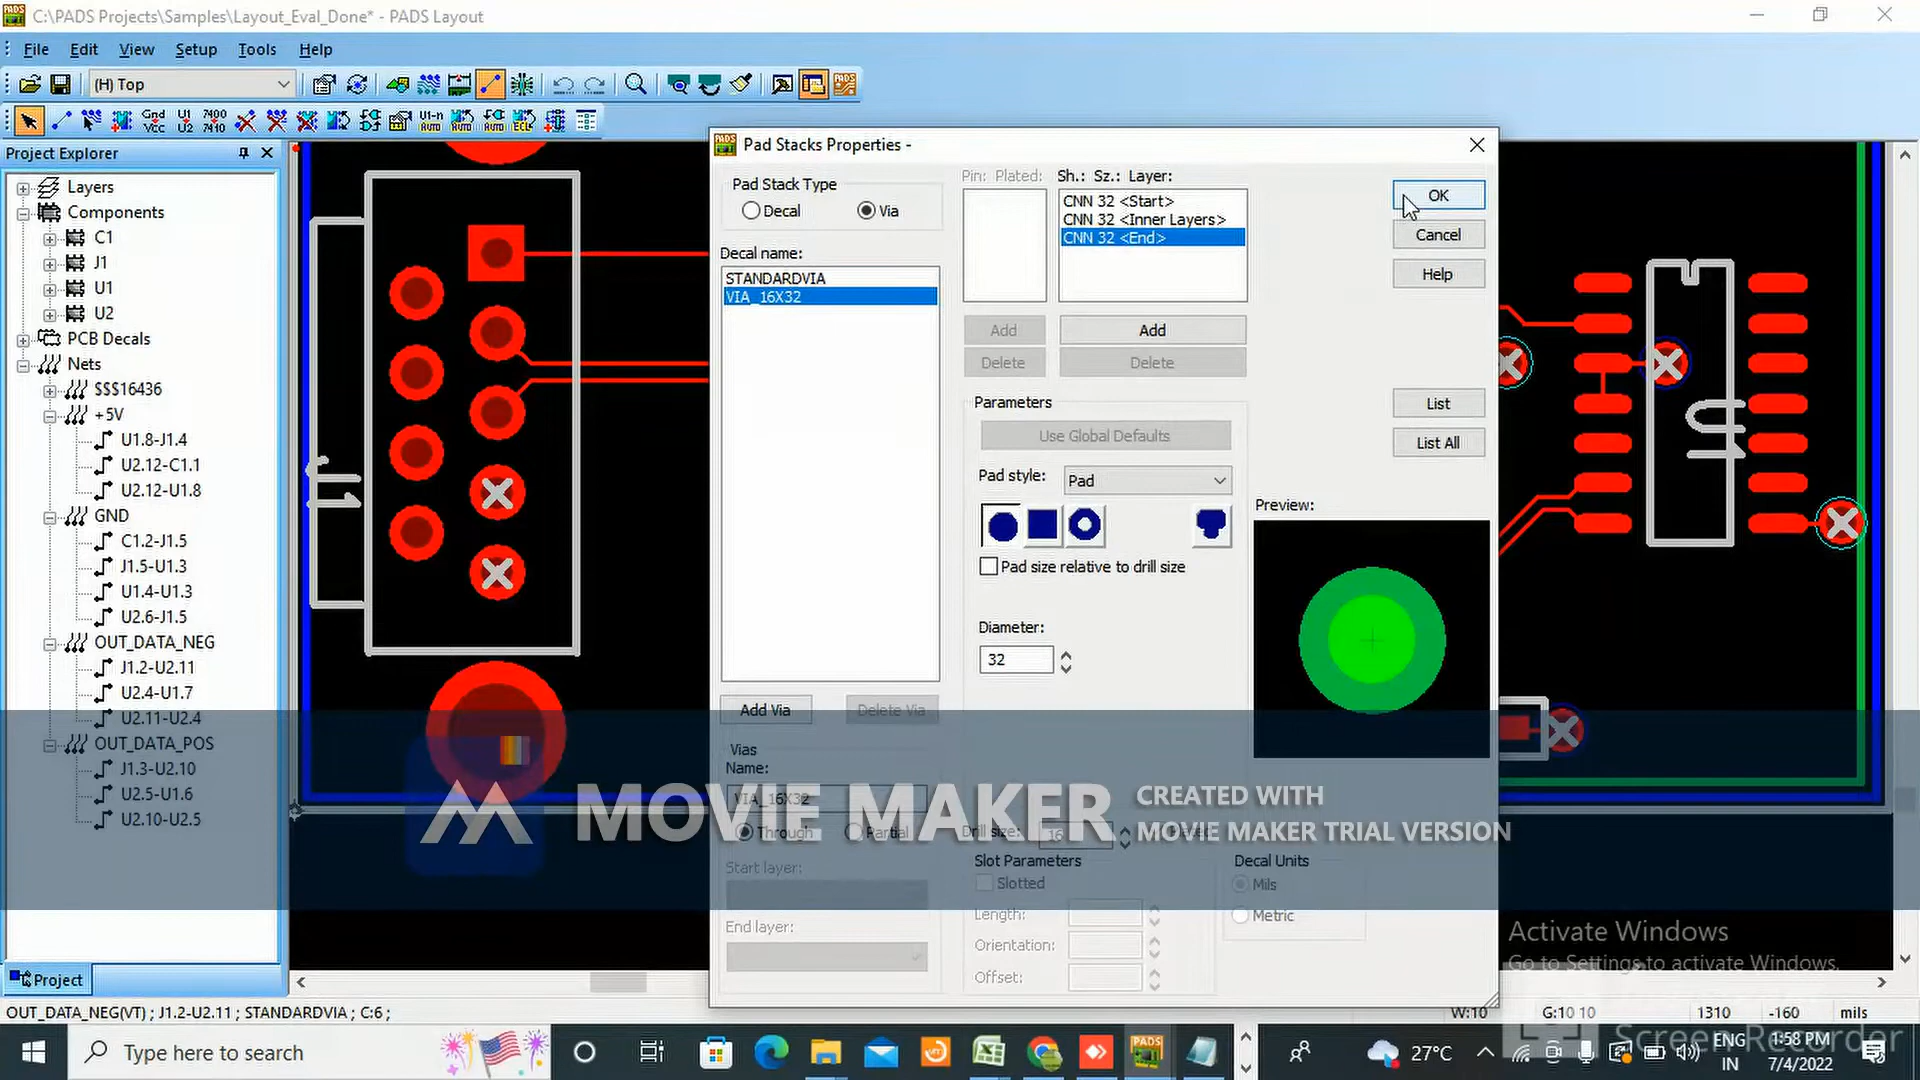 C:\PADS Projects\Samples\Layout_Eval_Done* - PADS Layout
File Edit View Setup Tools Help
(H) Top
Project Explorer
Layers
Components
C1
J1
U1
U2
PCB Decals
Nets
$$$16436
+5V
U1.8-J1.4
U2.12-C1.1
U2.12-U1.8
GND
C1.2-J1.5
J1.5-U1.3
U1.4-U1.3
U2.6-J1.5
OUT_DATA_NEG
J1.2-U2.11
U2.4-U1.7
U2.11-U2.4
OUT_DATA_POS
J1.3-U2.10
U2.5-U1.6
U2.10-U2.5
Project
Pad Stacks Properties -
Pad Stack Type
Decal Via
Decal name:
STANDARDVIA
VIA_16X32
Add Via Delete Via
Vias
Name:
VIA_16X32
Through Partial
Start layer:
End layer:
Pin: Plated: Sh.: Sz.: Layer:
CNN 32 <Start>
CNN 32 <Inner Layers>
CNN 32 <End>
Add Add
Delete Delete
Parameters
Use Global Defaults
Pad style: Pad
Pad size relative to drill size
Diameter:
32
Drill size: 16
Slot Parameters
Slotted
Length:
Orientation:
Offset:
OK
Cancel
Help
List
List All
Preview:
Decal Units
Mils
Metric
MOVIE MAKER
CREATED WITH
MOVIE MAKER TRIAL VERSION
Activate Windows
Go to Settings to activate Windows.
OUT_DATA_NEG(VT) ; J1.2-U2.11 ; STANDARDVIA ; C:6 ;
W:10 G:10 10 1310 -160 mils
Screen Recorder
Type here to search
27°C
ENG
IN
1:58 PM
7/4/2022